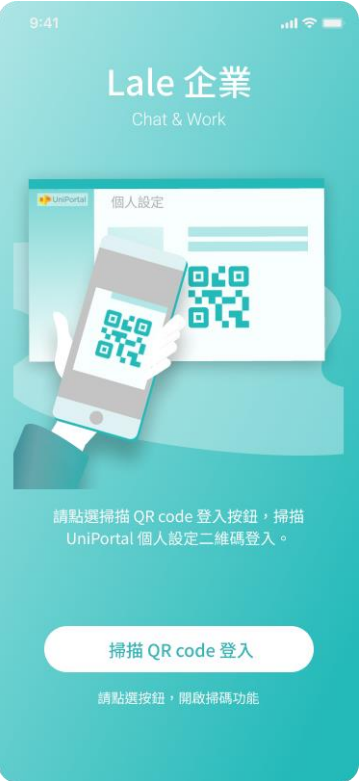 9:41
Lale 企業
Chat & Work
UniPortal
個人設定
請點選掃描 QR code 登入按鈕，掃描
UniPortal 個人設定二維碼登入。
掃描 QR code 登入
請點選按鈕，開啟掃碼功能